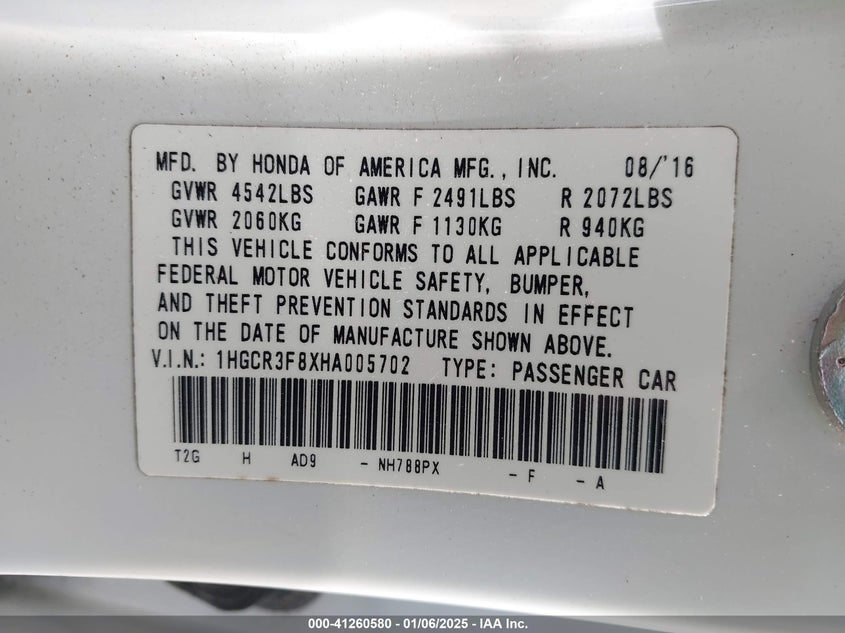 MFD. BY HONDA OF AMERICA MFG., INC. 08/'16
GVWR 4542LBS GAWR F 2491LBS R 2072LBS
GVWR 2060KG GAWR F 1130KG R 940KG
THIS VEHICLE CONFORMS TO ALL APPLICABLE
FEDERAL MOTOR VEHICLE SAFETY, BUMPER,
AND THEFT PREVENTION STANDARDS IN EFFECT
ON THE DATE OF MANUFACTURE SHOWN ABOVE.
V.I.N.: 1HGCR3F8XHA005702 TYPE: PASSENGER CAR
T2G H AD9 - NH788PX - F - A
000-41260580 - 01/06/2025 - IAA Inc.